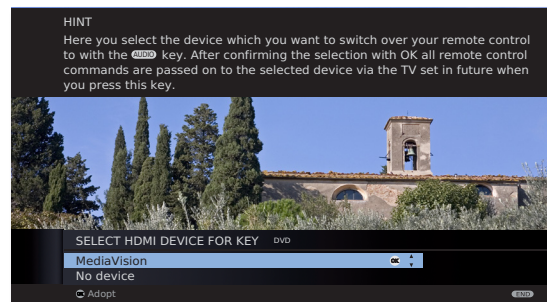 HINT
Here you select the device which you want to switch over your remote control
to with the AUDIO key. After confirming the selection with OK all remote control
commands are passed on to the selected device via the TV set in future when
you press this key.
SELECT HDMI DEVICE FOR KEY DVD
MediaVision OK
No device
OK Adopt END